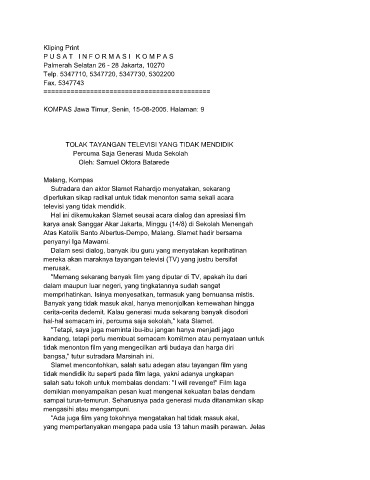 Kliping Print
P U S A T   I N F O R M A S I   K O M P A S
Palmerah Selatan 26 - 28 Jakarta, 10270
Telp. 5347710, 5347720, 5347730, 5302200
Fax. 5347743
============================================
KOMPAS Jawa Timur, Senin, 15-08-2005. Halaman: 9
TOLAK TAYANGAN TELEVISI YANG TIDAK MENDIDIK
Percuma Saja Generasi Muda Sekolah
Oleh: Samuel Oktora Batarede
Malang, Kompas
Sutradara dan aktor Slamet Rahardjo menyatakan, sekarang
diperlukan sikap radikal untuk tidak menonton sama sekali acara
televisi yang tidak mendidik.
Hal ini dikemukakan Slamet seusai acara dialog dan apresiasi film
karya anak Sanggar Akar Jakarta, Minggu (14/8) di Sekolah Menengah
Atas Katolik Santo Albertus-Dempo, Malang. Slamet hadir bersama
penyanyi Iga Mawarni.
Dalam sesi dialog, banyak ibu guru yang menyatakan keprihatinan
mereka akan maraknya tayangan televisi (TV) yang justru bersifat
merusak.
"Memang sekarang banyak film yang diputar di TV, apakah itu dari
dalam maupun luar negeri, yang tingkatannya sudah sangat
memprihatinkan. Isinya menyesatkan, termasuk yang bernuansa mistis.
Banyak yang tidak masuk akal, hanya menonjolkan kemewahan hingga
cerita-cerita dedemit. Kalau generasi muda sekarang banyak disodori
hal-hal semacam ini, percuma saja sekolah," kata Slamet.
"Tetapi, saya juga meminta ibu-ibu jangan hanya menjadi jago
kandang, tetapi perlu membuat semacam komitmen atau pernyataan untuk
tidak menonton film yang mengecilkan arti budaya dan harga diri
bangsa," tutur sutradara Marsinah ini.
Slamet mencontohkan, salah satu adegan atau tayangan film yang
tidak mendidik itu seperti pada film laga, yakni adanya ungkapan
salah satu tokoh untuk membalas dendam: "I will revenge!" Film laga
demikian menyampaikan pesan kuat mengenai kekuatan balas dendam
sampai turun-temurun. Seharusnya pada generasi muda ditanamkan sikap
mengasihi atau mengampuni.
"Ada juga film yang tokohnya mengatakan hal tidak masuk akal,
yang mempertanyakan mengapa pada usia 13 tahun masih perawan. Jelas